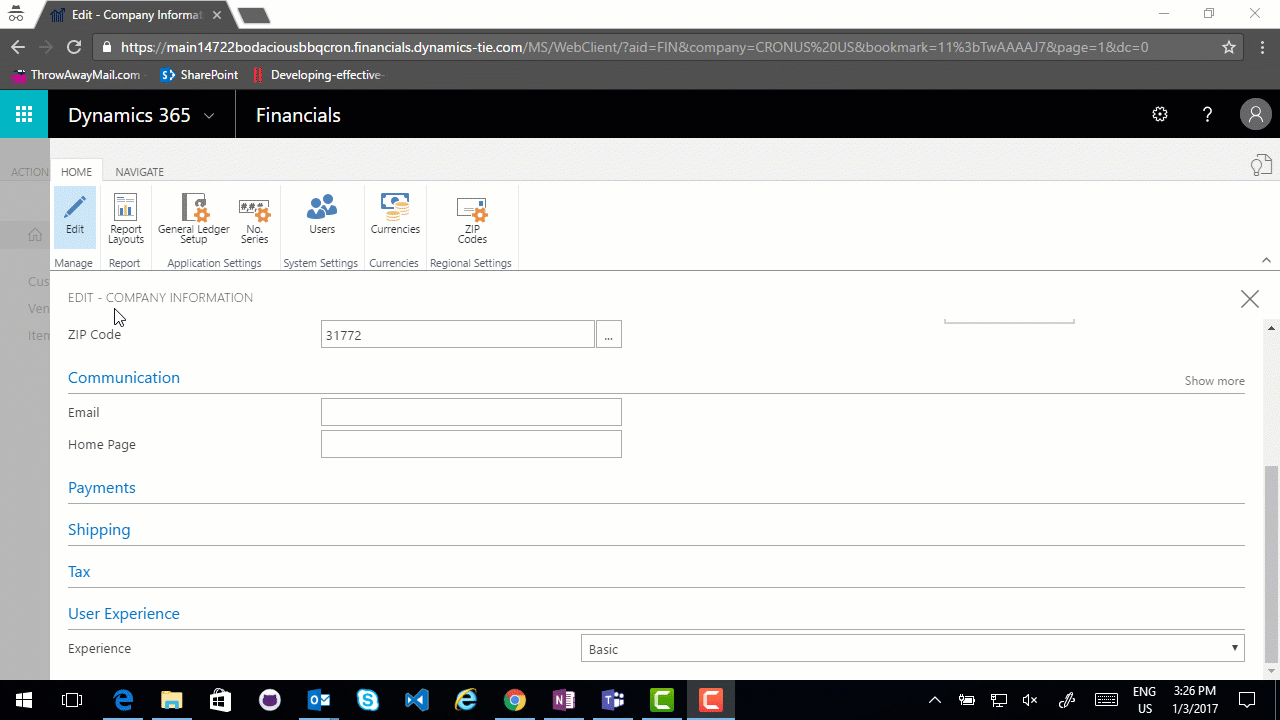 Edit - Company Informat
https://main14722bodaciousbbqcron.financials.dynamics-tie.com/MS/WebClient/?aid=FIN&company=CRONUS%20US&bookmark=11%3bTwAAAAJ7&page=1&dc=0
ThrowAwayMail.com
SharePoint
Developing-effective-
Dynamics 365
Financials
?
ACTION
HOME
NAVIGATE
Edit
Report Layouts
General Ledger Setup
No. Series
Users
Currencies
ZIP Codes
Manage
Report
Application Settings
System Settings
Currencies
Regional Settings
Cus
Ven
Item
EDIT - COMPANY INFORMATION
ZIP Code
31772
...
Communication
Show more
Email
Home Page
Payments
Shipping
Tax
User Experience
Experience
Basic
ENG
US
3:26 PM
1/3/2017